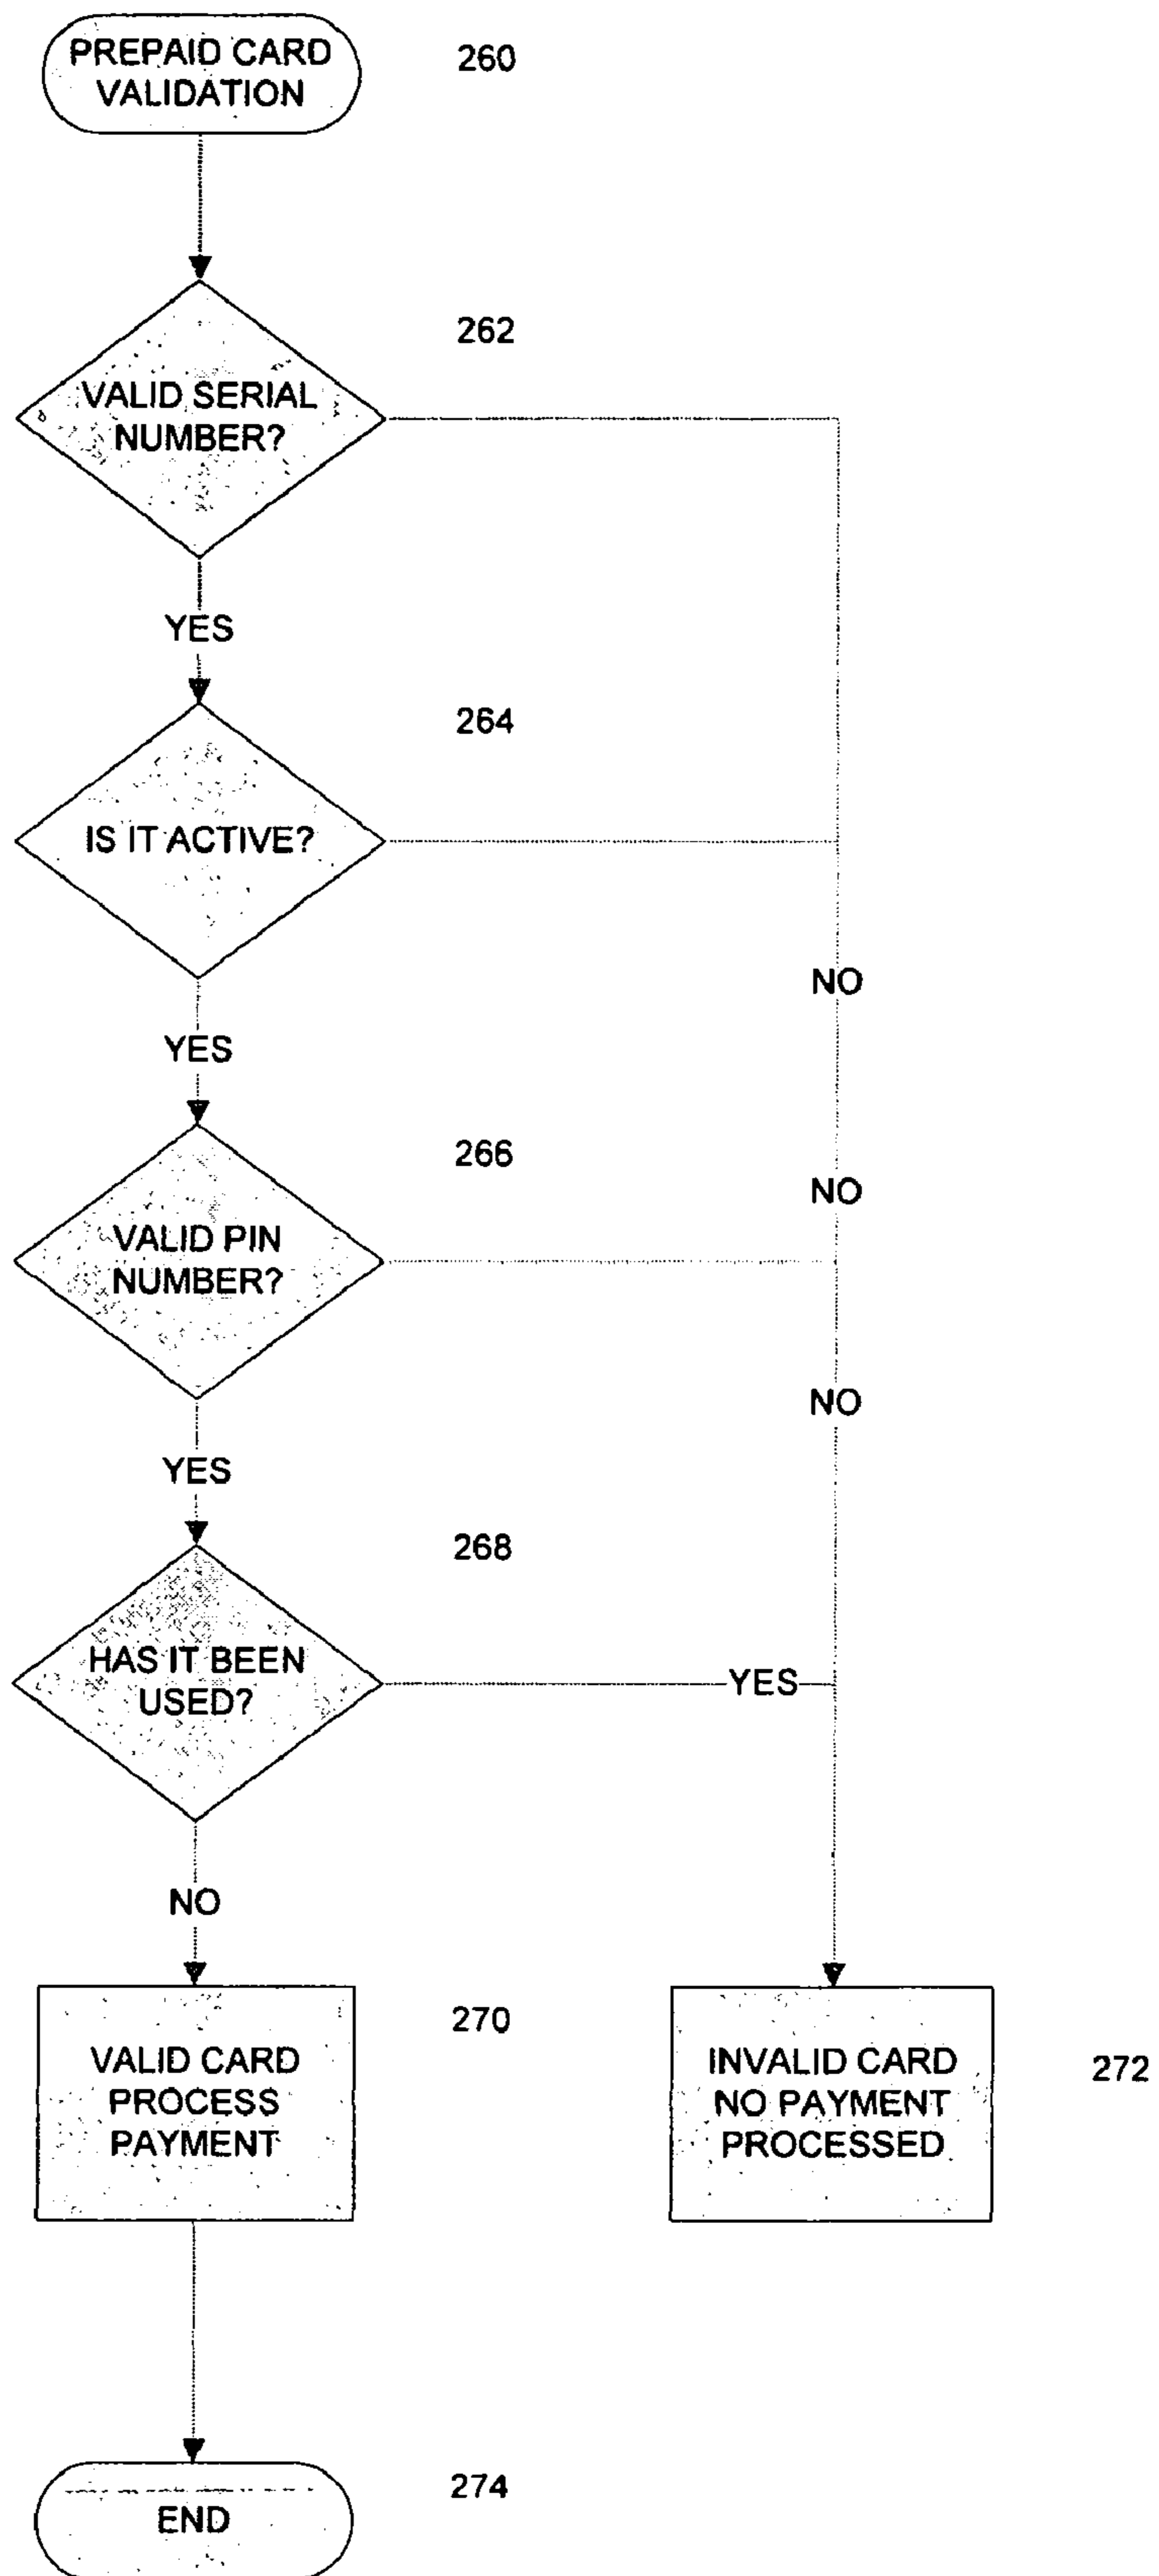 PREPAID CARD
VALIDATION
260
262
VALID SERIAL
NUMBER?
YES
264
IS IT ACTIVE?
NO
YES
266
NO
VALID PIN
NUMBER?
NO
YES
268
HAS IT BEEN
USED?
YES
NO
270
VALID CARD
PROCESS
PAYMENT
INVALID CARD
NO PAYMENT
PROCESSED
272
274
END